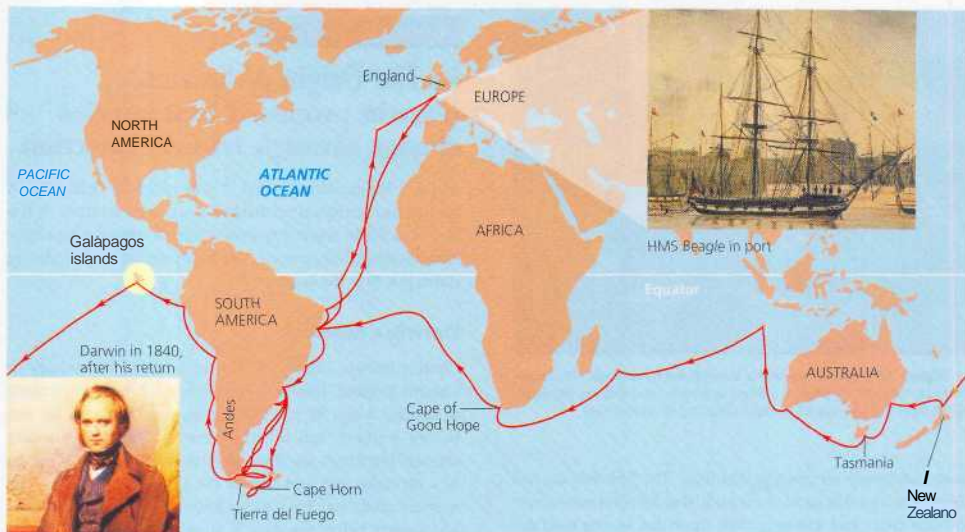 England
EUROPE
NORTH
AMERICA
PACIFIC
OCEAN
ATLANTIC
OCEAN
AFRICA
HMS Beagle in port
Galàpagos
islands
Equator
SOUTH
AMERICA
Darwin in 1840,
after his return
AUSTRALIA
Andes
Cape of
Good Hope
Tasmania
Cape Horn
Tierra del Fuego
I
New
Zealano